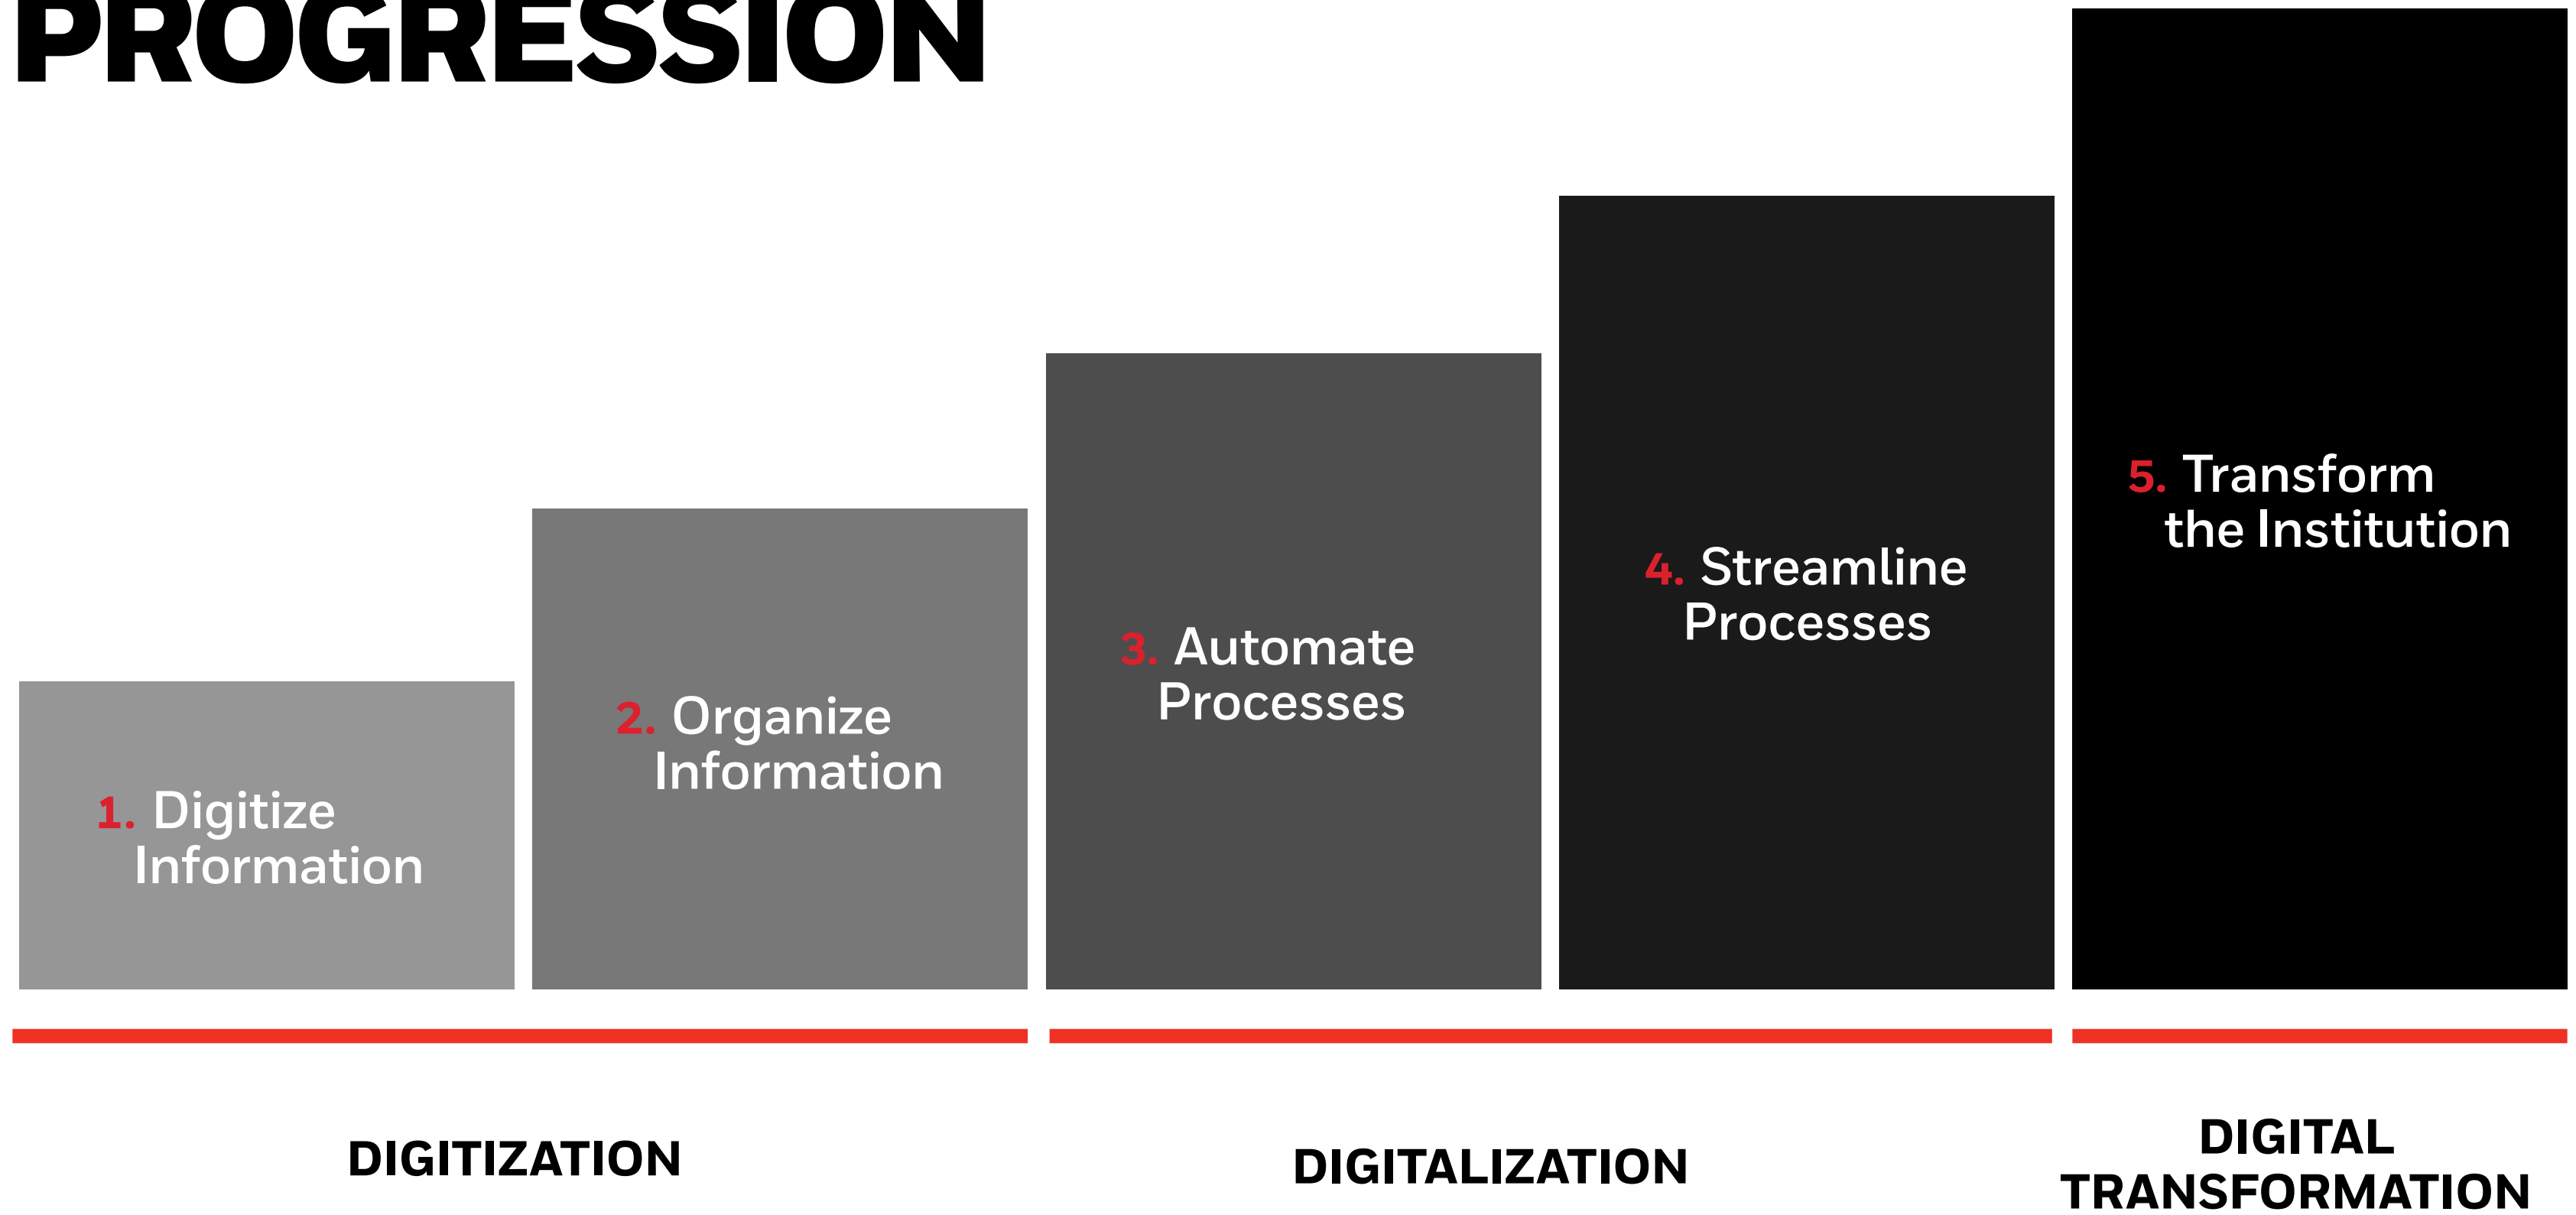 PROGRESSION
1. Digitize
Information
2. Organize
Information
3. Automate
Processes
4. Streamline
Processes
5. Transform
the Institution
DIGITIZATION
DIGITALIZATION
DIGITAL
TRANSFORMATION